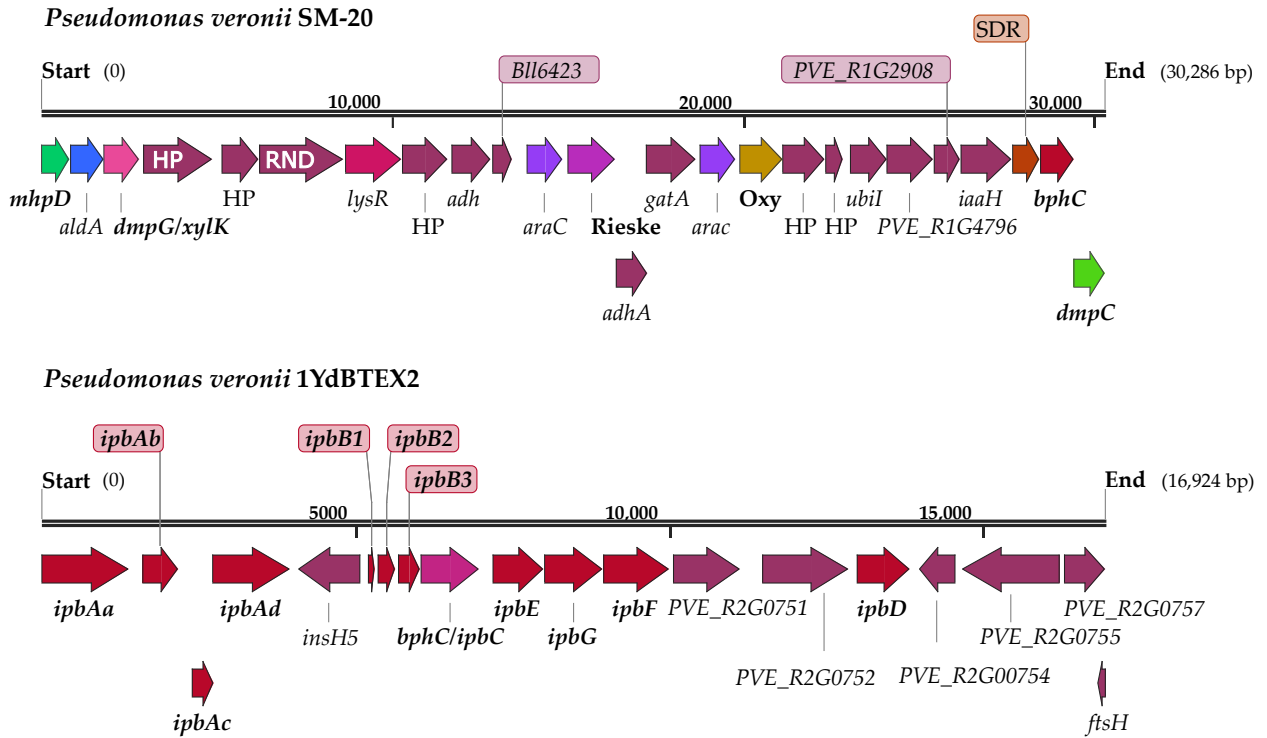 Pseudomonas veronii SM-20
SDR
Start (0) Bll6423 PVE_R1G2908 End (30,286 bp)
10,000 20,000 30,000
HP RND
mhpD HP lysR adh gatA Oxy ubiI iaaH bphC
aldA dmpG/xylK HP araC Rieske arac HP HP PVE_R1G4796
adhA dmpC
Pseudomonas veronii 1YdBTEX2
ipbAb ipbB1 ipbB2
Start (0) ipbB3 End (16,924 bp)
5000 10,000 15,000
ipbAa ipbAd ipbE ipbF PVE_R2G0751 ipbD PVE_R2G0757
insH5 bphC/ipbC ipbG PVE_R2G0755
PVE_R2G0752 PVE_R2G00754
ipbAc ftsH